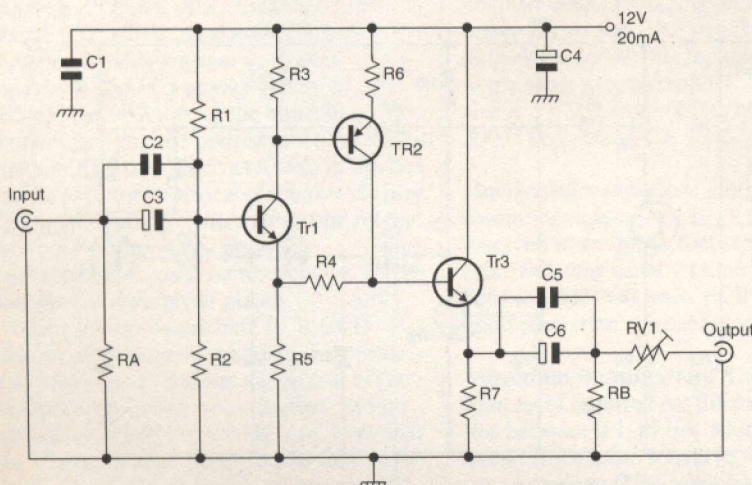 12V
20mA
C1
C4
R3
R6
R1
TR2
C2
Input
C3
Tr1
Tr3
R4
C5
C6
RV1
Output
RA
R2
R5
R7
RB